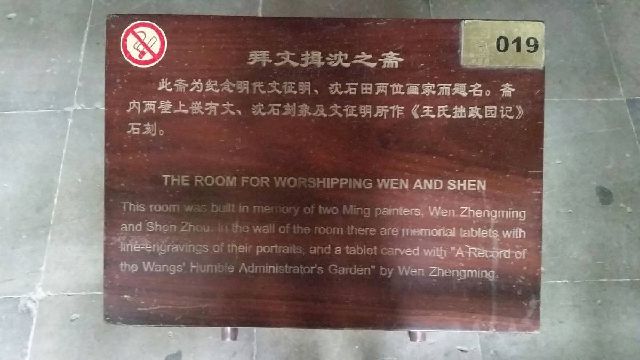 019
拜文揖沈之斋
此斋为纪念明代文征明、沈石田两位画家而题名。斋
内两壁上嵌有文、沈石刻象及文征明所作《王氏拙政园记》
石刻。
THE ROOM FOR WORSHIPPING WEN AND SHEN
This room was built in memory of two Ming painters, Wen Zhengming
and Shen Zhou. In the wall of the room there are memorial tablets with
line-engravings of their portraits, and a tablet carved with "A Record of
the Wangs' Humble Administrator's Garden" by Wen Zhengming.